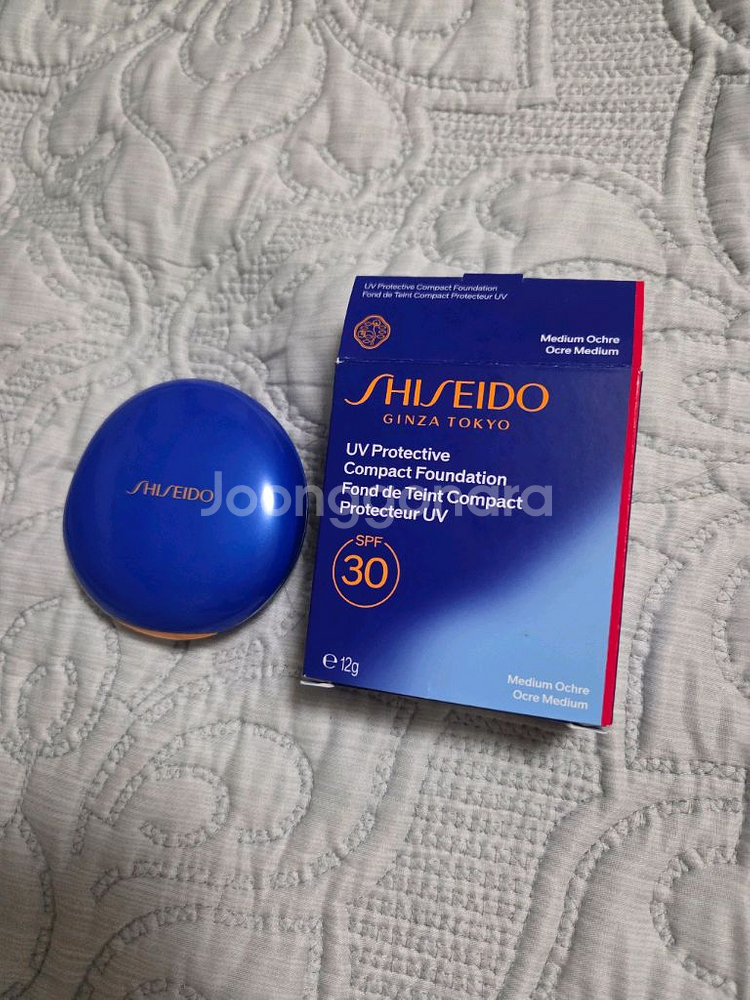 UV Protective Compact Foundation
Fond de Teint Compact Protecteur UV
Medium Ochre
Ocre Medium
SHISEIDO
GINZA TOKYO
UV Protective
Compact Foundation
Fond de Teint Compact
Protecteur UV
SPF
30
℮ 12g
Medium Ochre
Ocre Medium
SHISEIDO
Joonggonara